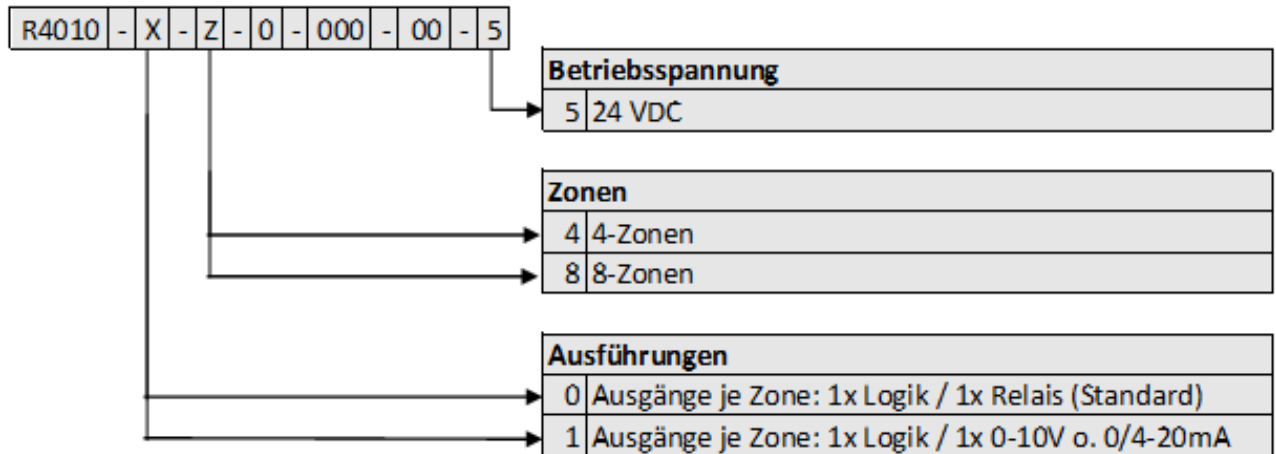 R4010 - X - Z - 0 - 000 - 00 - 5
Betriebsspannung
5 24 VDC
Zonen
4 4-Zonen
8 8-Zonen
Ausführungen
0 Ausgänge je Zone: 1x Logik / 1x Relais (Standard)
1 Ausgänge je Zone: 1x Logik / 1x 0-10V o. 0/4-20mA